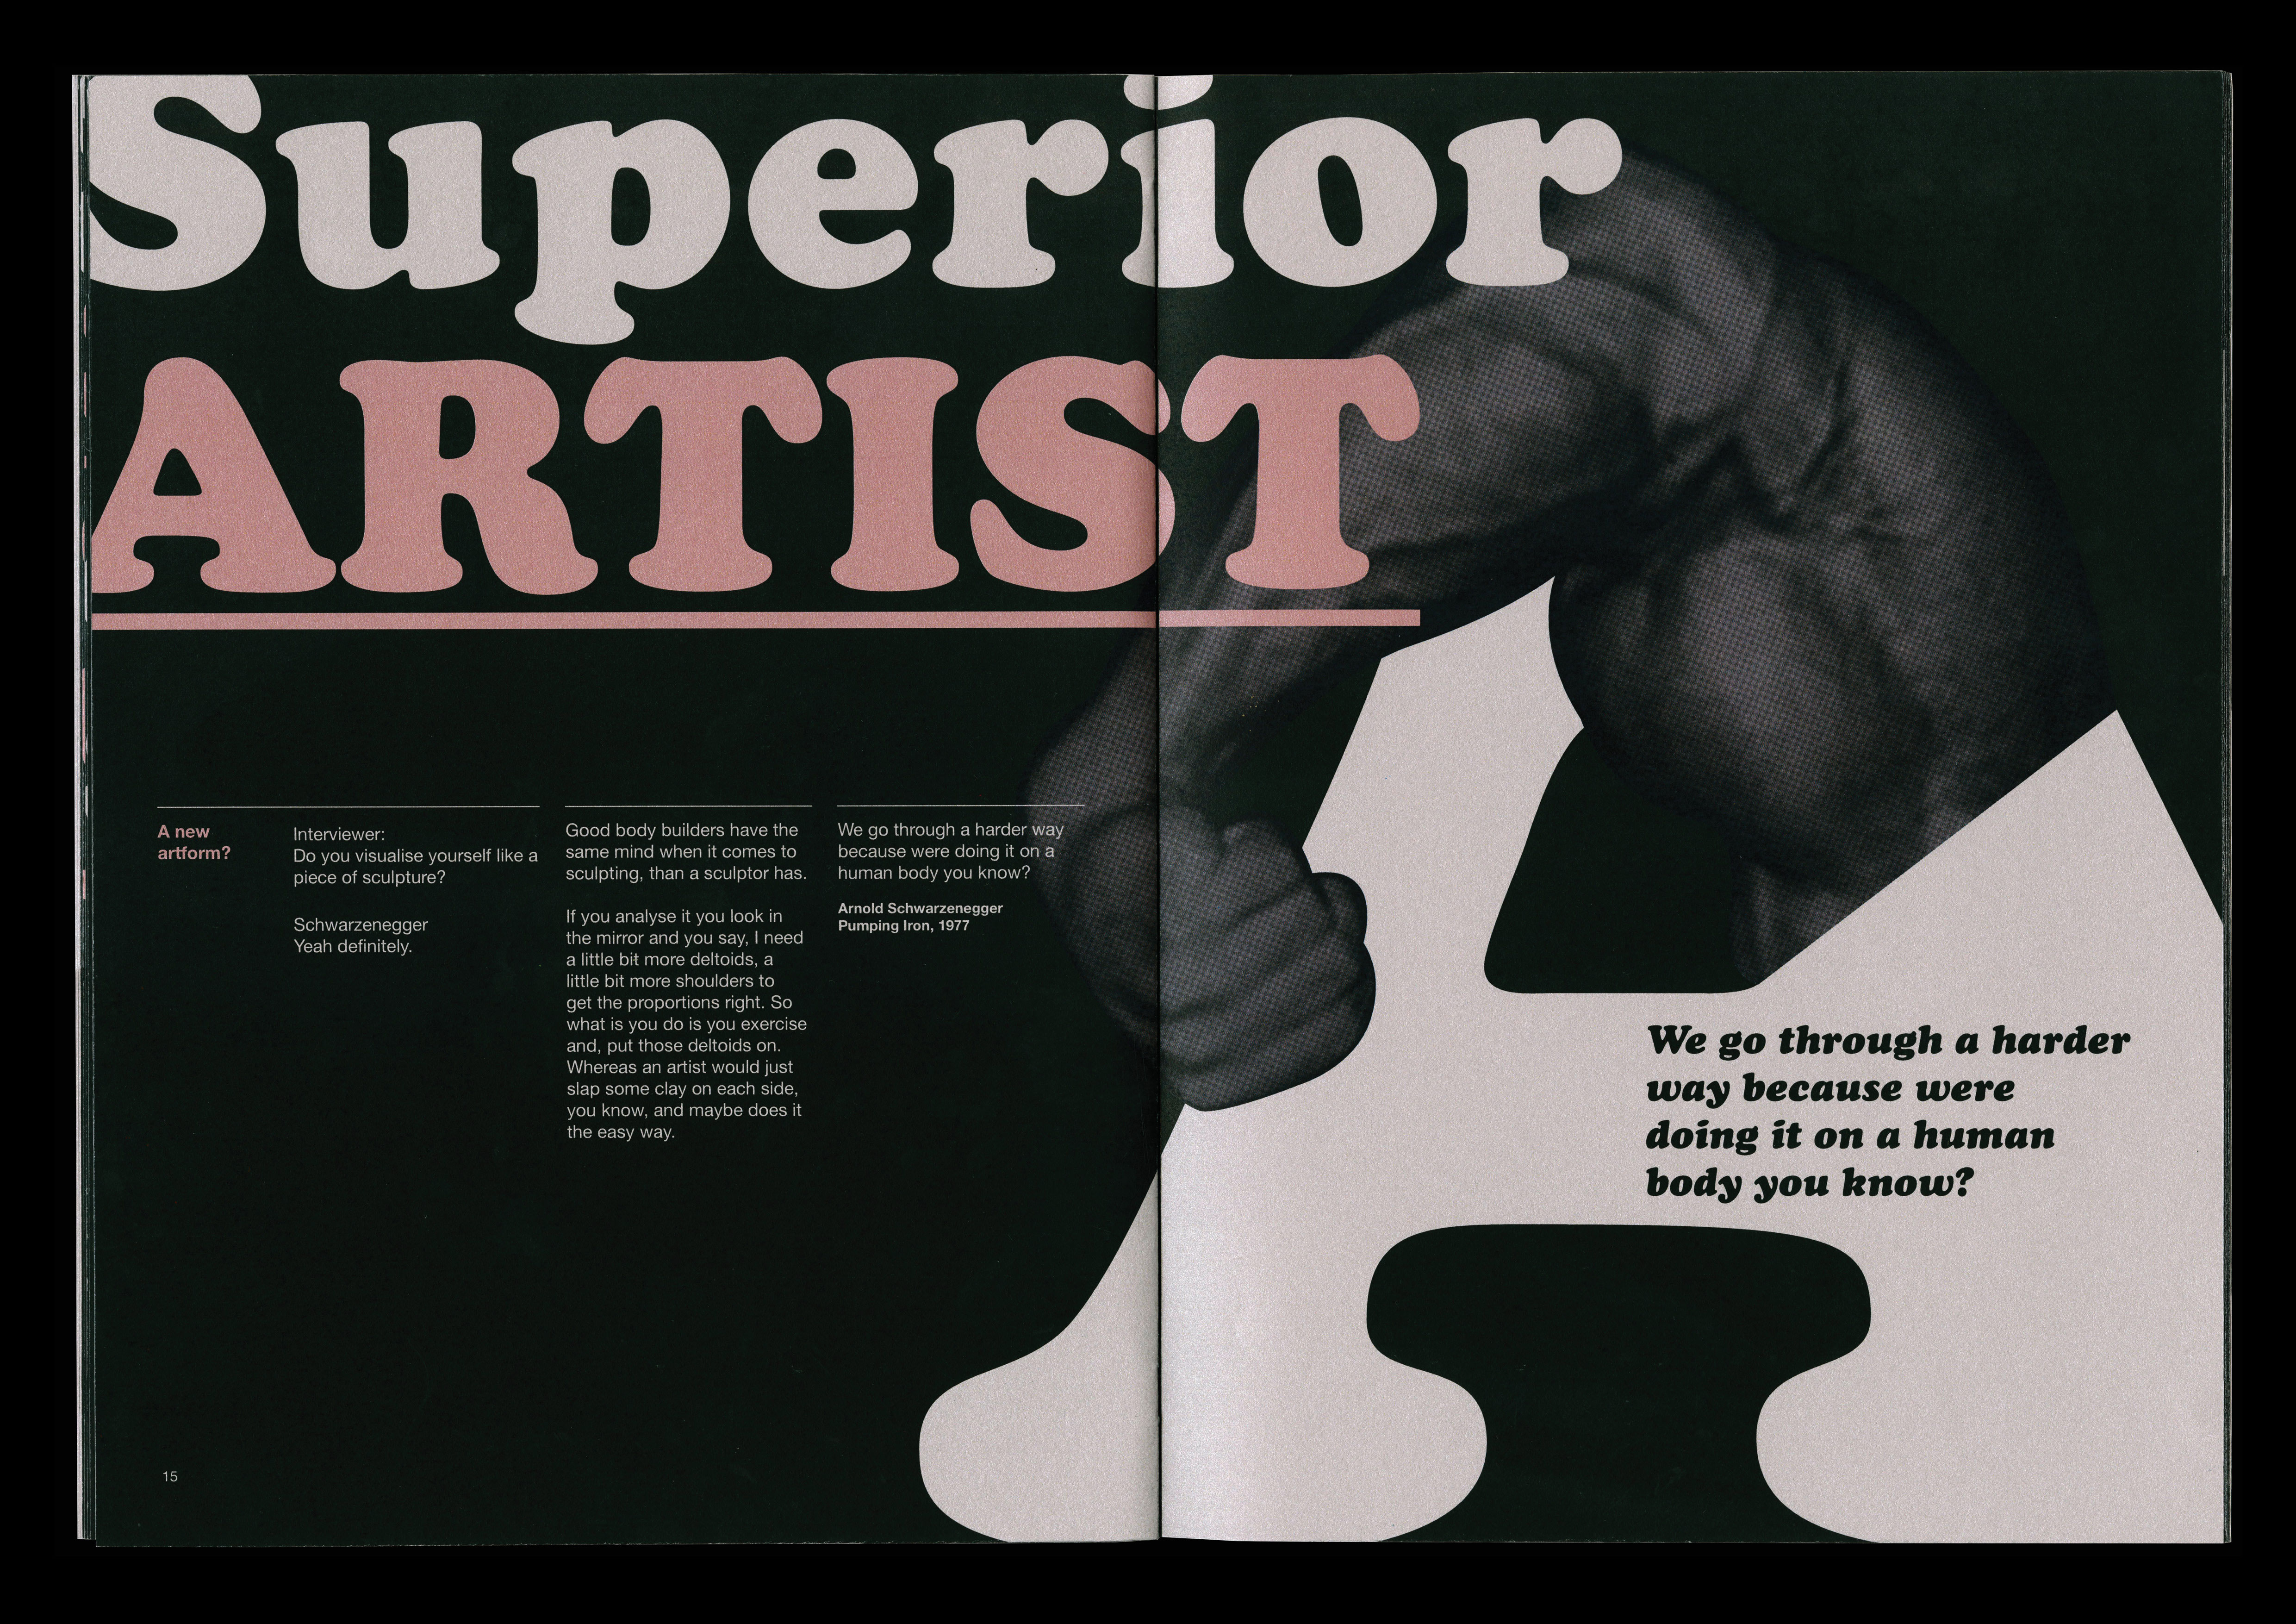 Superior
ARTIST
A new
artform?
Interviewer:
Do you visualise yourself like a
piece of sculpture?
Schwarzenegger
Yeah definitely.
Good body builders have the
same mind when it comes to
sculpting, than a sculptor has.
If you analyse it you look in
the mirror and you say, I need
a little bit more deltoids, a
little bit more shoulders to
get the proportions right. So
what is you do is you exercise
and, put those deltoids on.
Whereas an artist would just
slap some clay on each side,
you know, and maybe does it
the easy way.
We go through a harder way
because were doing it on a
human body you know?
Arnold Schwarzenegger
Pumping Iron, 1977
A
We go through a harder
way because were
doing it on a human
body you know?
15